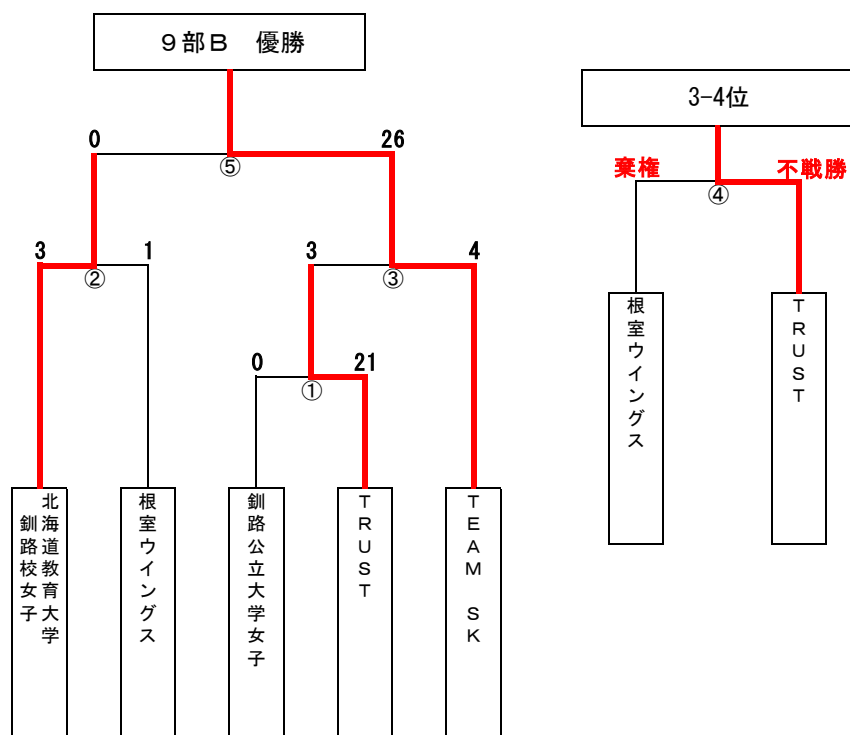 ９部Ｂ　優勝
3-4位
0
26
⑤
棄権
不戦勝
④
3
1
②
3
4
③
0
21
①
根室ウイングス
ＴＲＵＳＴ
北海道教育大学
釧路校女子
根室ウイングス
釧路公立大学女子
ＴＲＵＳＴ
ＴＥＡＭ　ＳＫ